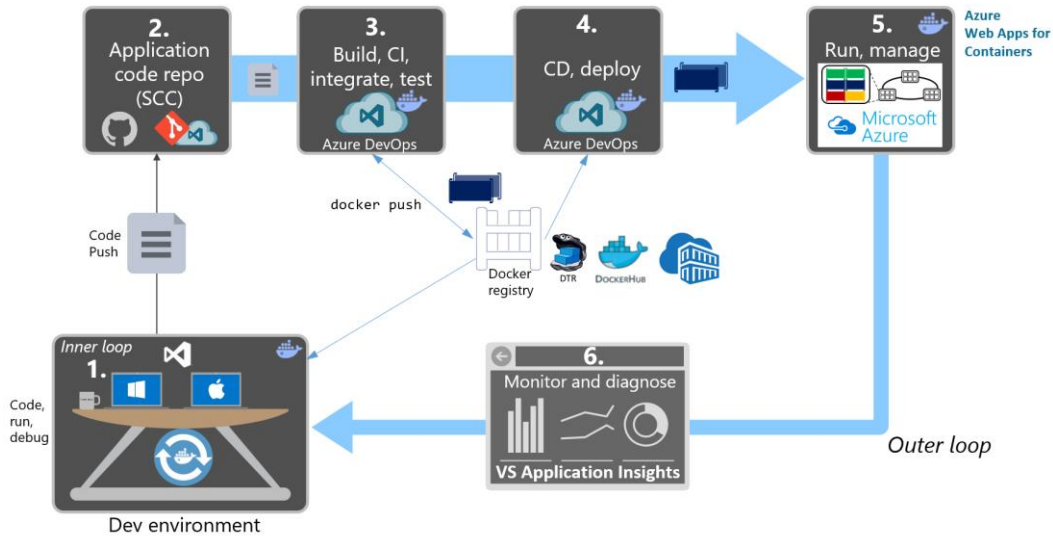 2.
Application
code repo
(SCC)
3.
Build, CI,
integrate, test
Azure DevOps
4.
CD, deploy
Azure DevOps
5.
Run, manage
Microsoft
Azure
Azure
Web Apps for
Containers
docker push
Docker
registry
DTR
DOCKERHUB
Code
Push
Inner loop
1.
Code,
run,
debug
Dev environment
6.
Monitor and diagnose
VS Application Insights
Outer loop